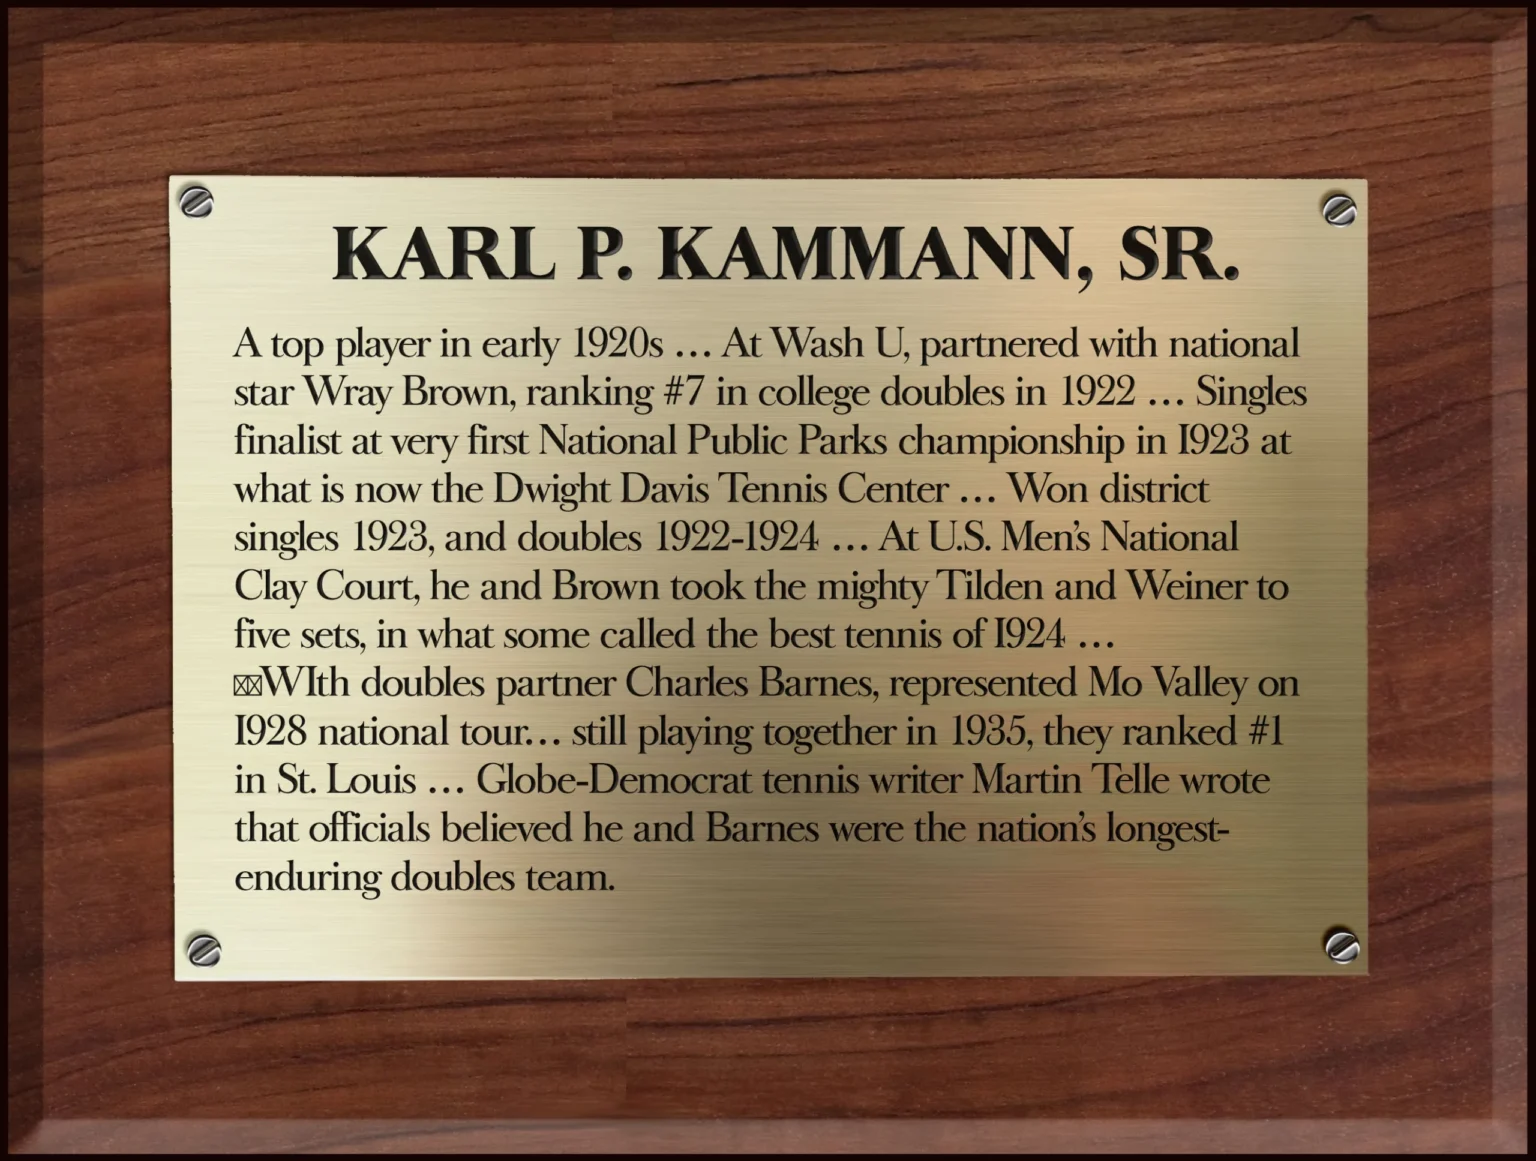 KARL P. KAMMANN, SR.
A top player in early 1920s … At Wash U, partnered with national
star Wray Brown, ranking #7 in college doubles in 1922 … Singles
finalist at very first National Public Parks championship in I923 at
what is now the Dwight Davis Tennis Center … Won district
singles 1923, and doubles 1922-1924 … At U.S. Men’s National
Clay Court, he and Brown took the mighty Tilden and Weiner to
five sets, in what some called the best tennis of I924 …
WIth doubles partner Charles Barnes, represented Mo Valley on
I928 national tour… still playing together in 1935, they ranked #1
in St. Louis … Globe-Democrat tennis writer Martin Telle wrote
that officials believed he and Barnes were the nation’s longest-
enduring doubles team.